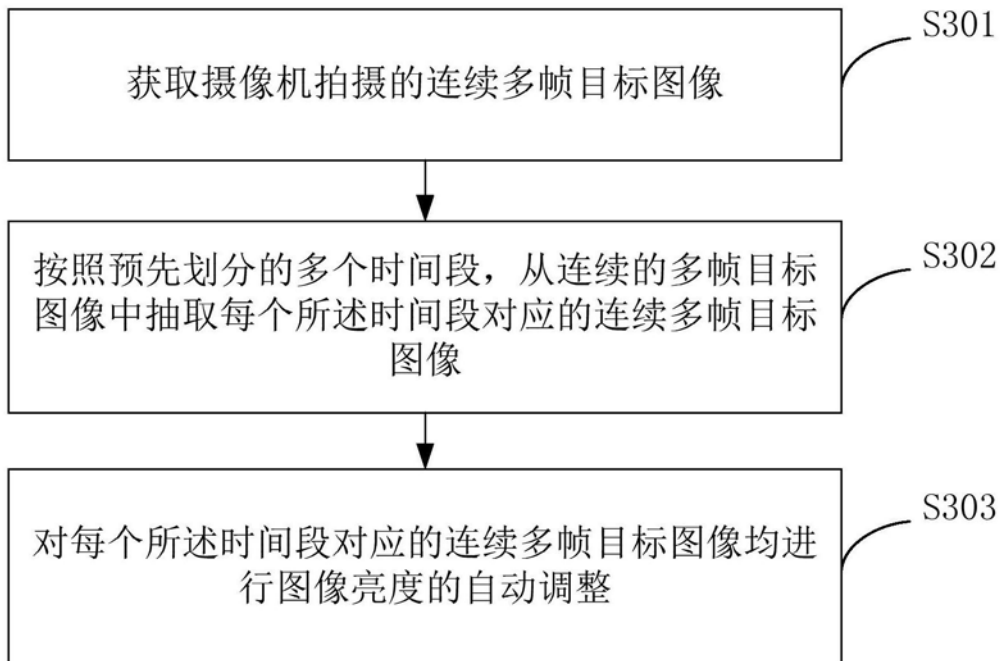 S301
获取摄像机拍摄的连续多帧目标图像
S302
按照预先划分的多个时间段，从连续的多帧目标
图像中抽取每个所述时间段对应的连续多帧目标
图像
S303
对每个所述时间段对应的连续多帧目标图像均进
行图像亮度的自动调整